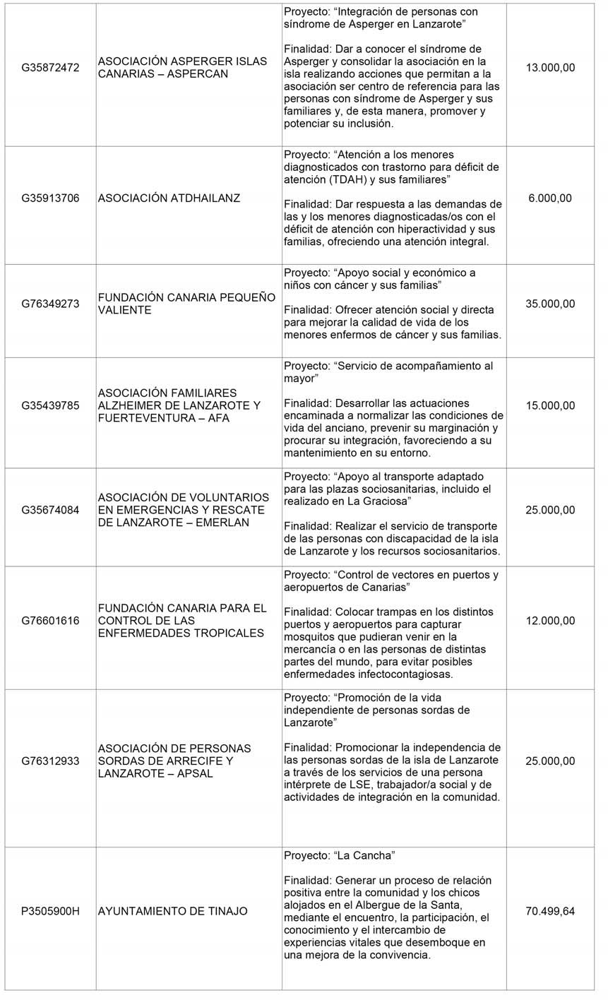 G35872472
ASOCIACIÓN ASPERGER ISLAS
CANARIAS – ASPERCAN
Proyecto: “Integración de personas con
síndrome de Asperger en Lanzarote”
Finalidad: Dar a conocer el síndrome de
Asperger y consolidar la asociación en la
isla realizando acciones que permitan a la
asociación ser centro de referencia para las
personas con síndrome de Asperger y sus
familiares y, de esta manera, promover y
potenciar su inclusión.
13.000,00
G35913706
ASOCIACIÓN ATDHAILANZ
Proyecto: “Atención a los menores
diagnosticados con trastorno para déficit de
atención (TDAH) y sus familiares”
Finalidad: Dar respuesta a las demandas de
las y los menores diagnosticadas/os con el
déficit de atención con hiperactividad y sus
familias, ofreciendo una atención integral.
6.000,00
G76349273
FUNDACIÓN CANARIA PEQUEÑO
VALIENTE
Proyecto: “Apoyo social y económico a
niños con cáncer y sus familias”
Finalidad: Ofrecer atención social y directa
para mejorar la calidad de vida de los
menores enfermos de cáncer y sus familias.
35.000,00
G35439785
ASOCIACIÓN FAMILIARES
ALZHEIMER DE LANZAROTE Y
FUERTEVENTURA – AFA
Proyecto: “Servicio de acompañamiento al
mayor”
Finalidad: Desarrollar las actuaciones
encaminada a normalizar las condiciones de
vida del anciano, prevenir su marginación y
procurar su integración, favoreciendo a su
mantenimiento en su entorno.
15.000,00
G35674084
ASOCIACIÓN DE VOLUNTARIOS
EN EMERGENCIAS Y RESCATE
DE LANZAROTE – EMERLAN
Proyecto: “Apoyo al transporte adaptado
para las plazas sociosanitarias, incluido el
realizado en La Graciosa”
Finalidad: Realizar el servicio de transporte
de las personas con discapacidad de la isla
de Lanzarote y los recursos sociosanitarios.
25.000,00
G76601616
FUNDACIÓN CANARIA PARA EL
CONTROL DE LAS
ENFERMEDADES TROPICALES
Proyecto: “Control de vectores en puertos y
aeropuertos de Canarias”
Finalidad: Colocar trampas en los distintos
puertos y aeropuertos para capturar
mosquitos que pudieran venir en la
mercancía o en las personas de distintas
partes del mundo, para evitar posibles
enfermedades infectocontagiosas.
12.000,00
G76312933
ASOCIACIÓN DE PERSONAS
SORDAS DE ARRECIFE Y
LANZAROTE – APSAL
Proyecto: “Promoción de la vida
independiente de personas sordas de
Lanzarote”
Finalidad: Promocionar la independencia de
las personas sordas de la isla de Lanzarote
a través de los servicios de una persona
intérprete de LSE, trabajador/a social y de
actividades de integración en la comunidad.
25.000,00
P3505900H
AYUNTAMIENTO DE TINAJO
Proyecto: “La Cancha”
Finalidad: Generar un proceso de relación
positiva entre la comunidad y los chicos
alojados en el Albergue de la Santa,
mediante el encuentro, la participación, el
conocimiento y el intercambio de
experiencias vitales que desemboque en
una mejora de la convivencia.
70.499,64